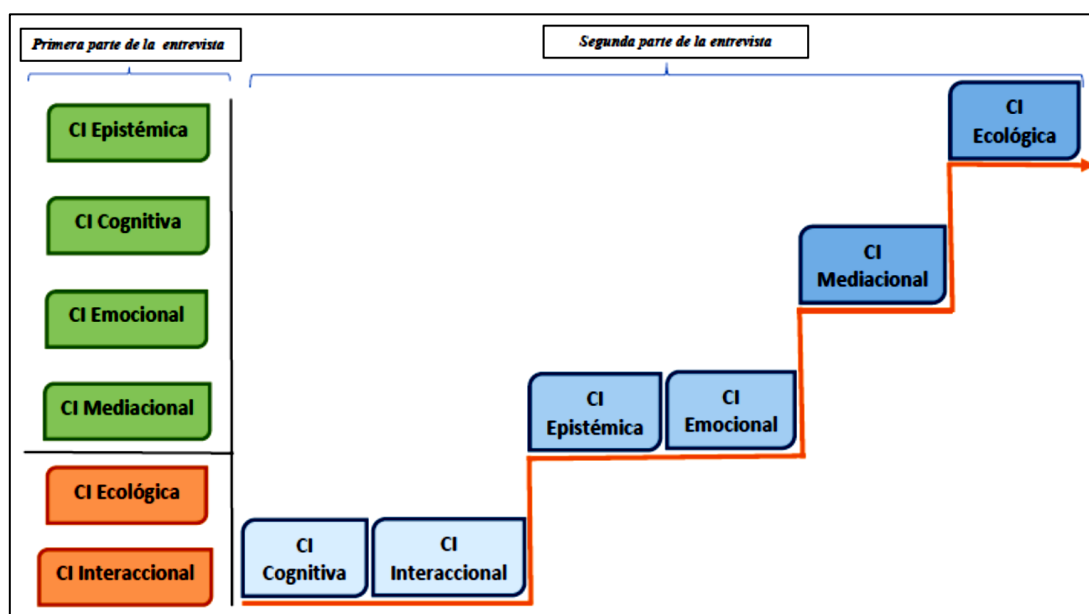 Primera parte de la entrevista
Segunda parte de la entrevista
CI Epistémica
CI Cognitiva
CI Emocional
CI Mediacional
CI Ecológica
CI Interaccional
CI
Ecológica
CI
Mediacional
CI
Epistémica
CI
Emocional
CI
Cognitiva
CI
Interaccional